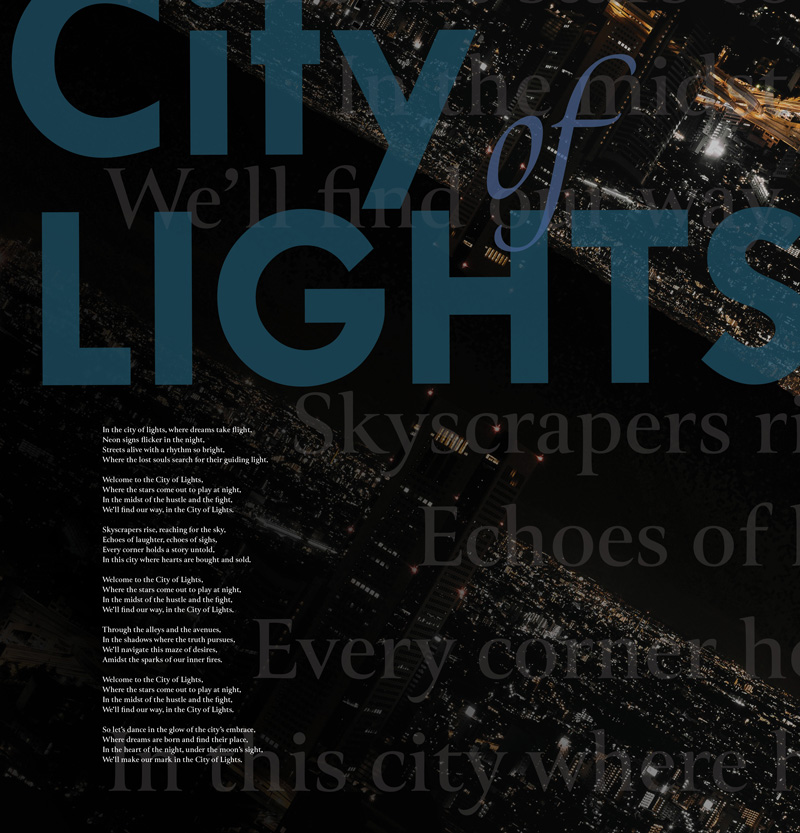 City
of
LIGHTS
In the midst
We'll find our way,
Skyscrapers ri
Echoes of
Every corner ho
In this city where
In the city of lights, where dreams take flight,
Neon signs flicker in the night,
Streets alive with a rhythm so bright,
Where the lost souls search for their guiding light.
Welcome to the City of Lights,
Where the stars come out to play at night,
In the midst of the hustle and the fight,
We'll find our way, in the City of Lights.
Skyscrapers rise, reaching for the sky,
Echoes of laughter, echoes of sighs,
Every corner holds a story untold,
In this city where hearts are bought and sold.
Welcome to the City of Lights,
Where the stars come out to play at night,
In the midst of the hustle and the fight,
We'll find our way, in the City of Lights.
Through the alleys and the avenues,
In the shadows where the truth pursues,
We'll navigate this maze of desires,
Amidst the sparks of our inner fires.
Welcome to the City of Lights,
Where the stars come out to play at night,
In the midst of the hustle and the fight,
We'll find our way, in the City of Lights.
So let's dance in the glow of the city's embrace,
Where dreams are born and find their place,
In the heart of the night, under the moon's sight,
We'll make our mark in the City of Lights.